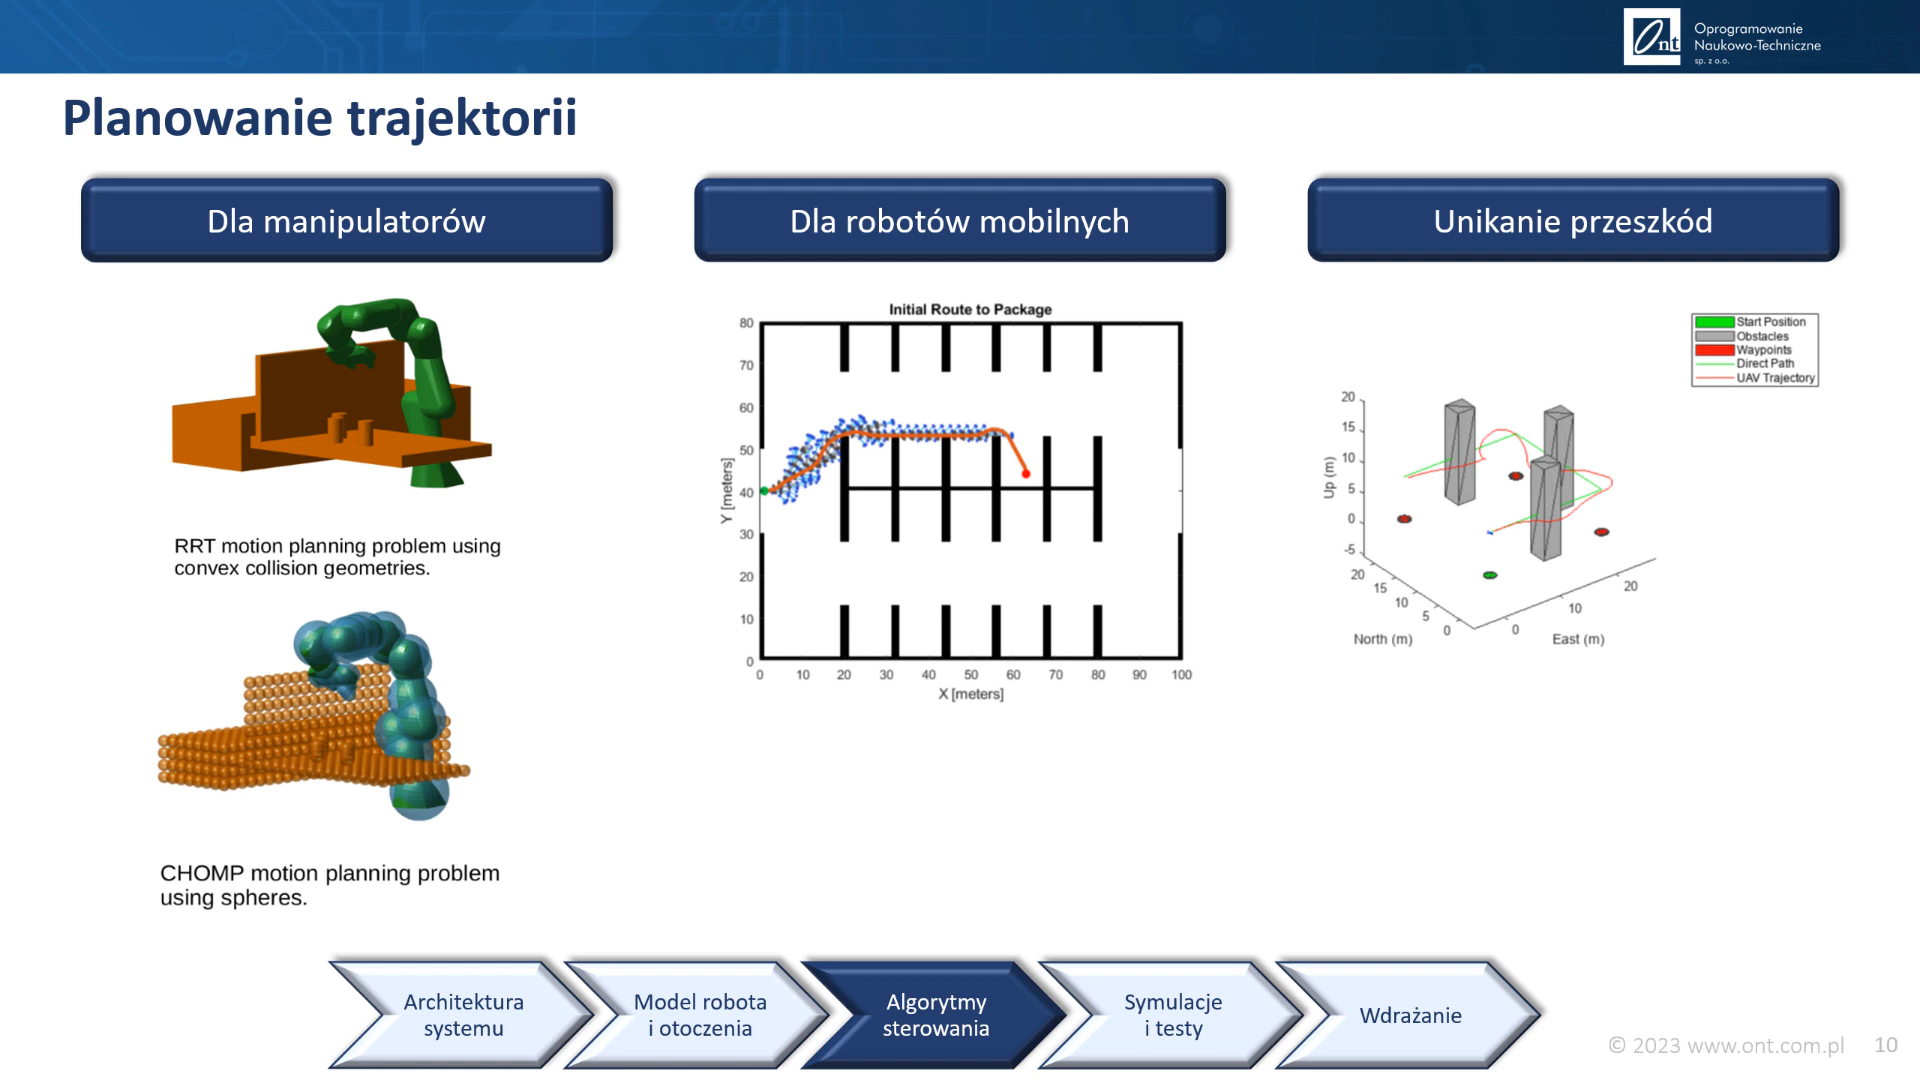 Ont
Oprogramowanie
Naukowo-Techniczne
sp. z o.o.
Planowanie trajektorii
Dla manipulatorów
RRT motion planning problem using
convex collision geometries.
CHOMP motion planning problem
using spheres.
Dla robotów mobilnych
Initial Route to Package
80
70
60
50
40
30
20
10
0
Y [meters]
0 10 20 30 40 50 60 70 80 90 100
X [meters]
Unikanie przeszkód
Start Position
Obstacles
Waypoints
Direct Path
UAV Trajectory
20
15
10
5
0
-5
Up (m)
20
15
10
5
0
North (m)
0
10
20
East (m)
Architektura
systemu
Model robota
i otoczenia
Algorytmy
sterowania
Symulacje
i testy
Wdrażanie
© 2023 www.ont.com.pl 10